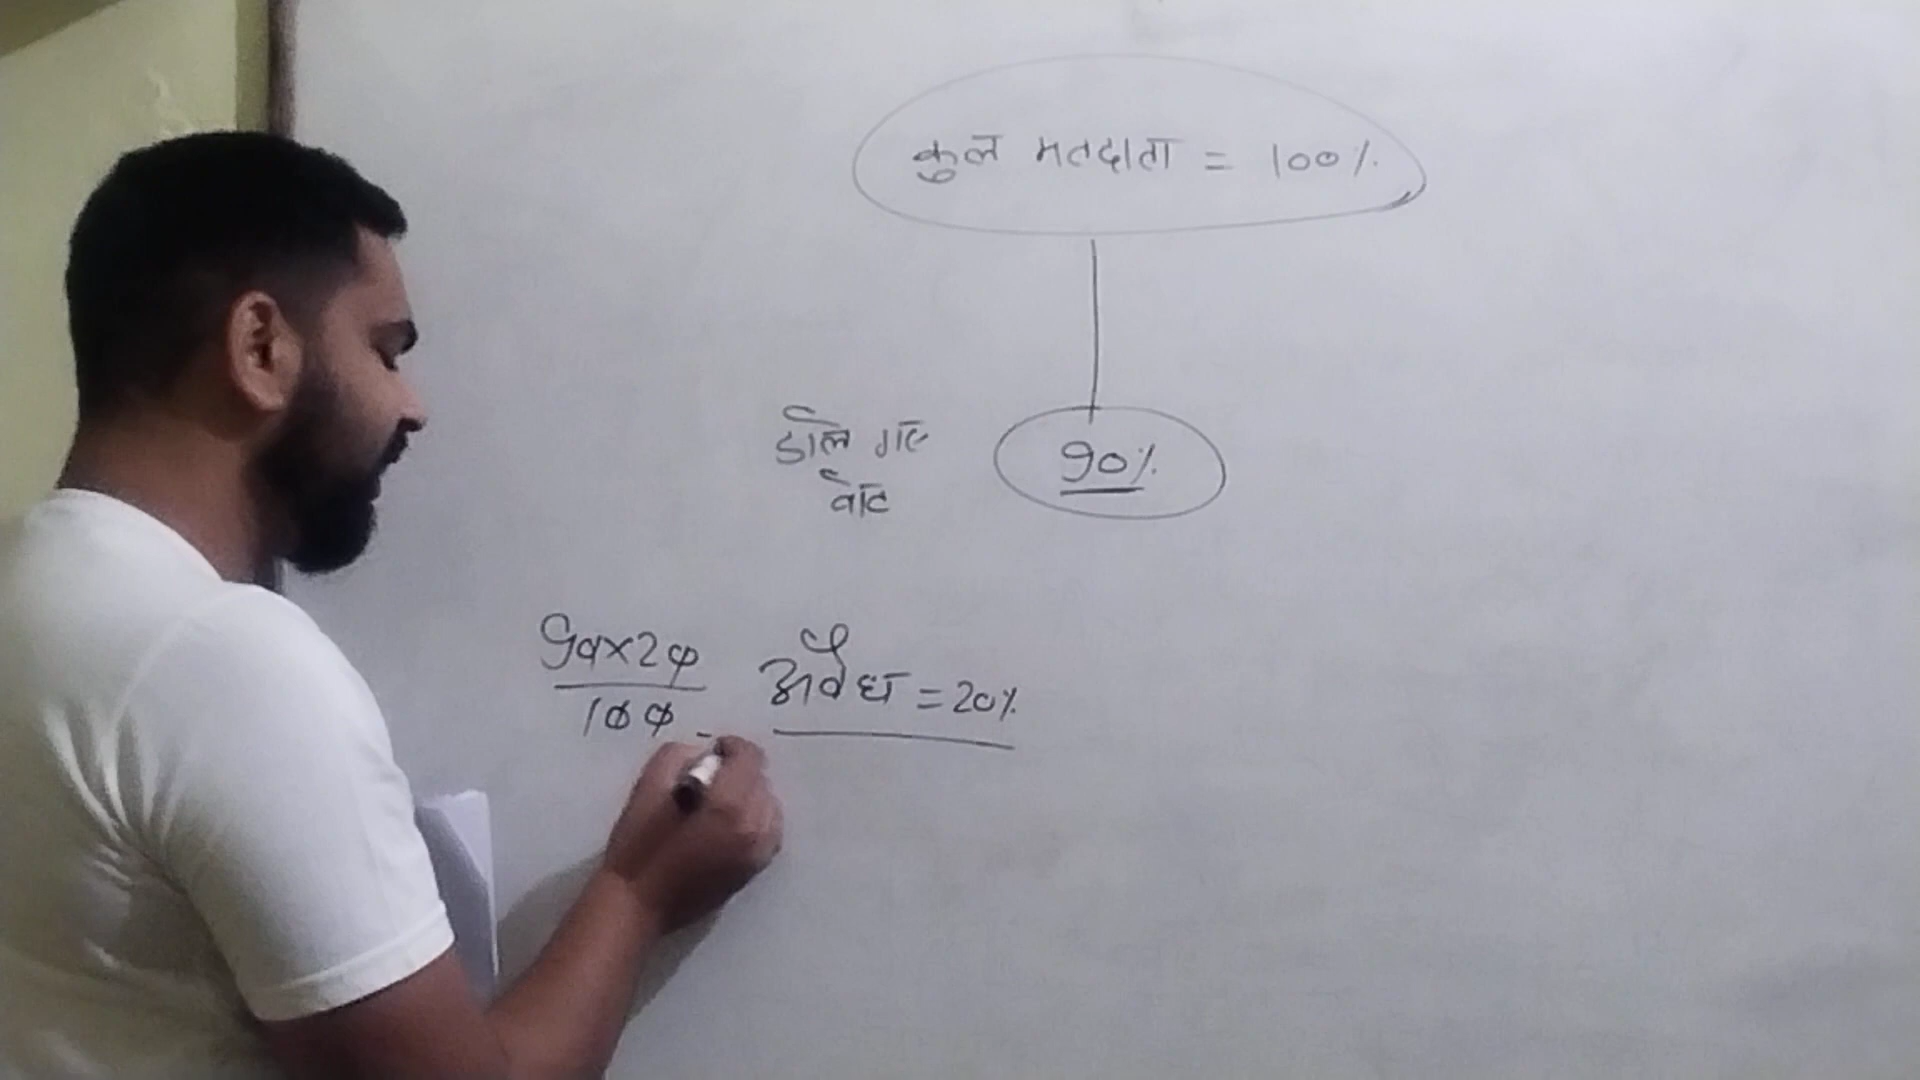 कुल मतदाता = 100%
डाले गए
वोट
90%
90×20
100
अवैध = 20%